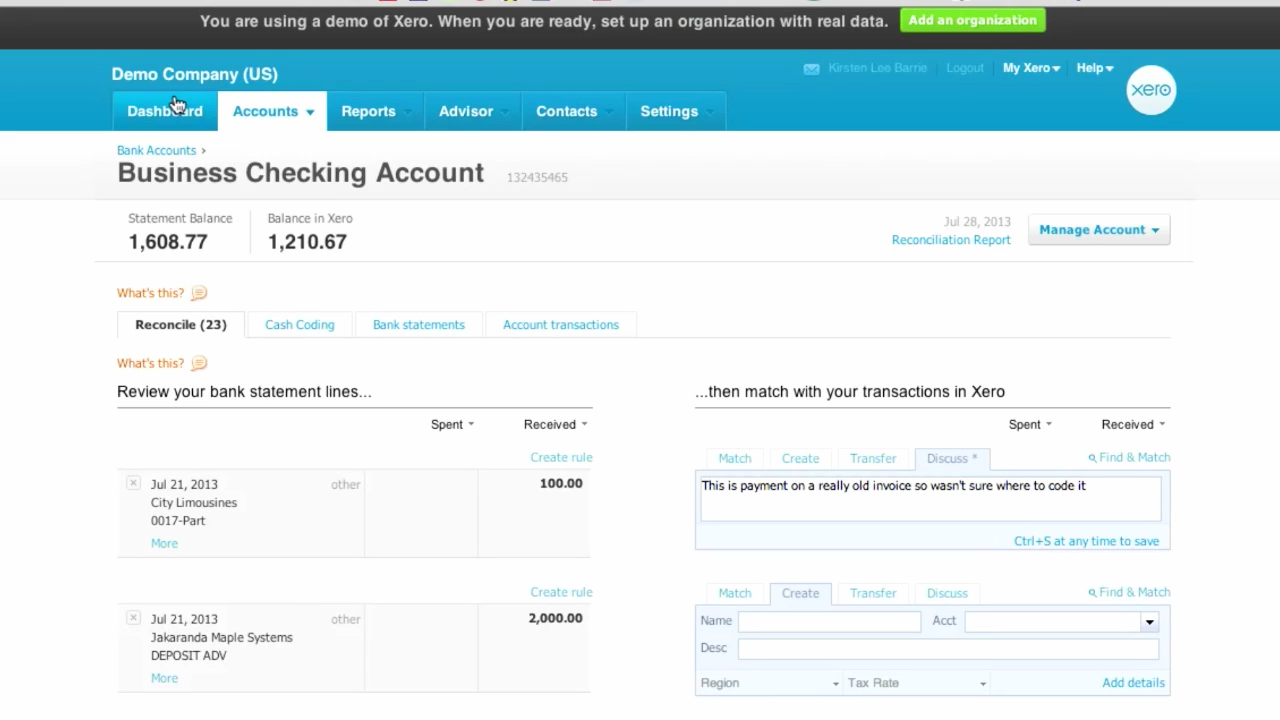 You are using a demo of Xero. When you are ready, set up an organization with real data. Add an organization
Demo Company (US)
Kirsten Lee Barrie Logout My Xero Help
xero
Dashboard Accounts Reports Advisor Contacts Settings
Bank Accounts ›
Business Checking Account 132435465
Statement Balance Balance in Xero
1,608.77 1,210.67
Jul 28, 2013
Reconciliation Report
Manage Account
What's this?
Reconcile (23) Cash Coding Bank statements Account transactions
What's this?
Review your bank statement lines... ...then match with your transactions in Xero
Spent Received Spent Received
Create rule Match Create Transfer Discuss * Find & Match
Jul 21, 2013 other 100.00
City Limousines
0017-Part
More
This is payment on a really old invoice so wasn't sure where to code it
Ctrl+S at any time to save
Create rule Match Create Transfer Discuss Find & Match
Jul 21, 2013 other 2,000.00
Jakaranda Maple Systems
DEPOSIT ADV
More
Name Acct
Desc
Region Tax Rate Add details